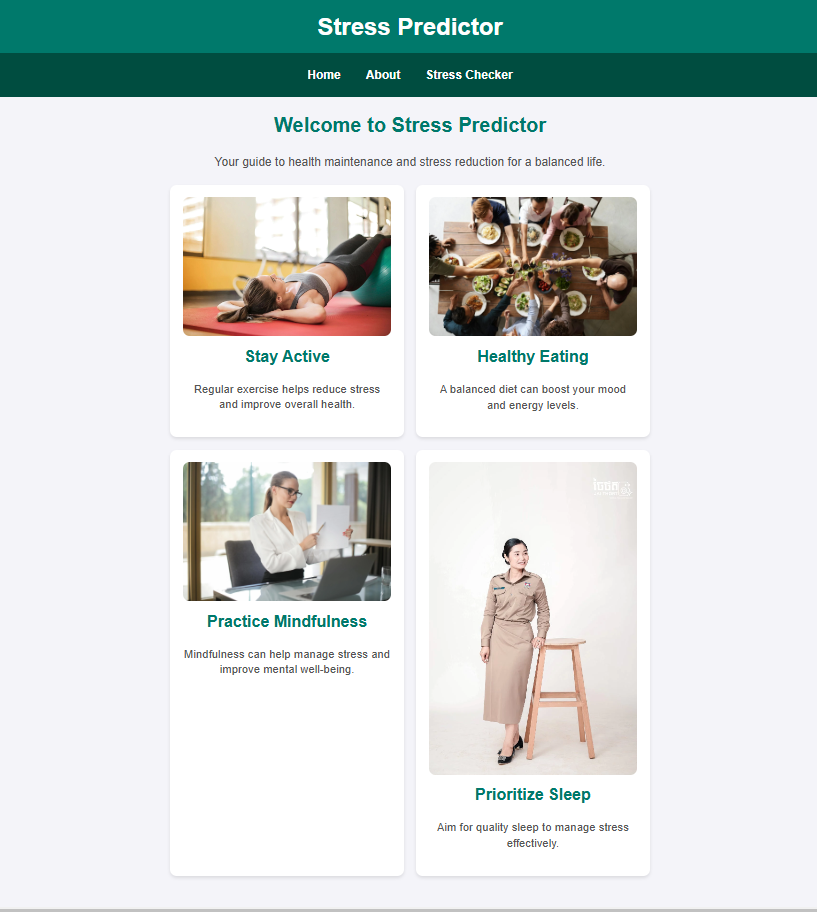 Stress Predictor
Home About Stress Checker
Welcome to Stress Predictor
Your guide to health maintenance and stress reduction for a balanced life.
Stay Active
Regular exercise helps reduce stress
and improve overall health.
Healthy Eating
A balanced diet can boost your mood
and energy levels.
Practice Mindfulness
Mindfulness can help manage stress and
improve mental well-being.
Prioritize Sleep
Aim for quality sleep to manage stress
effectively.